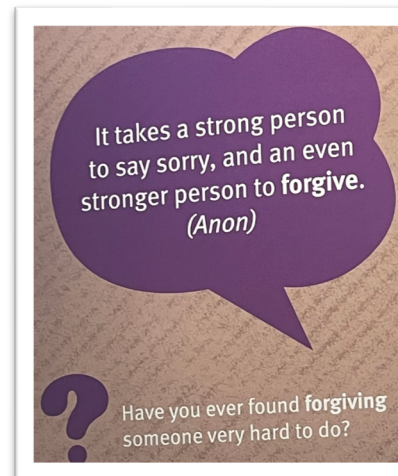 It takes a strong person
to say sorry, and an even
stronger person to forgive.
(Anon)
?
Have you ever found forgiving
someone very hard to do?